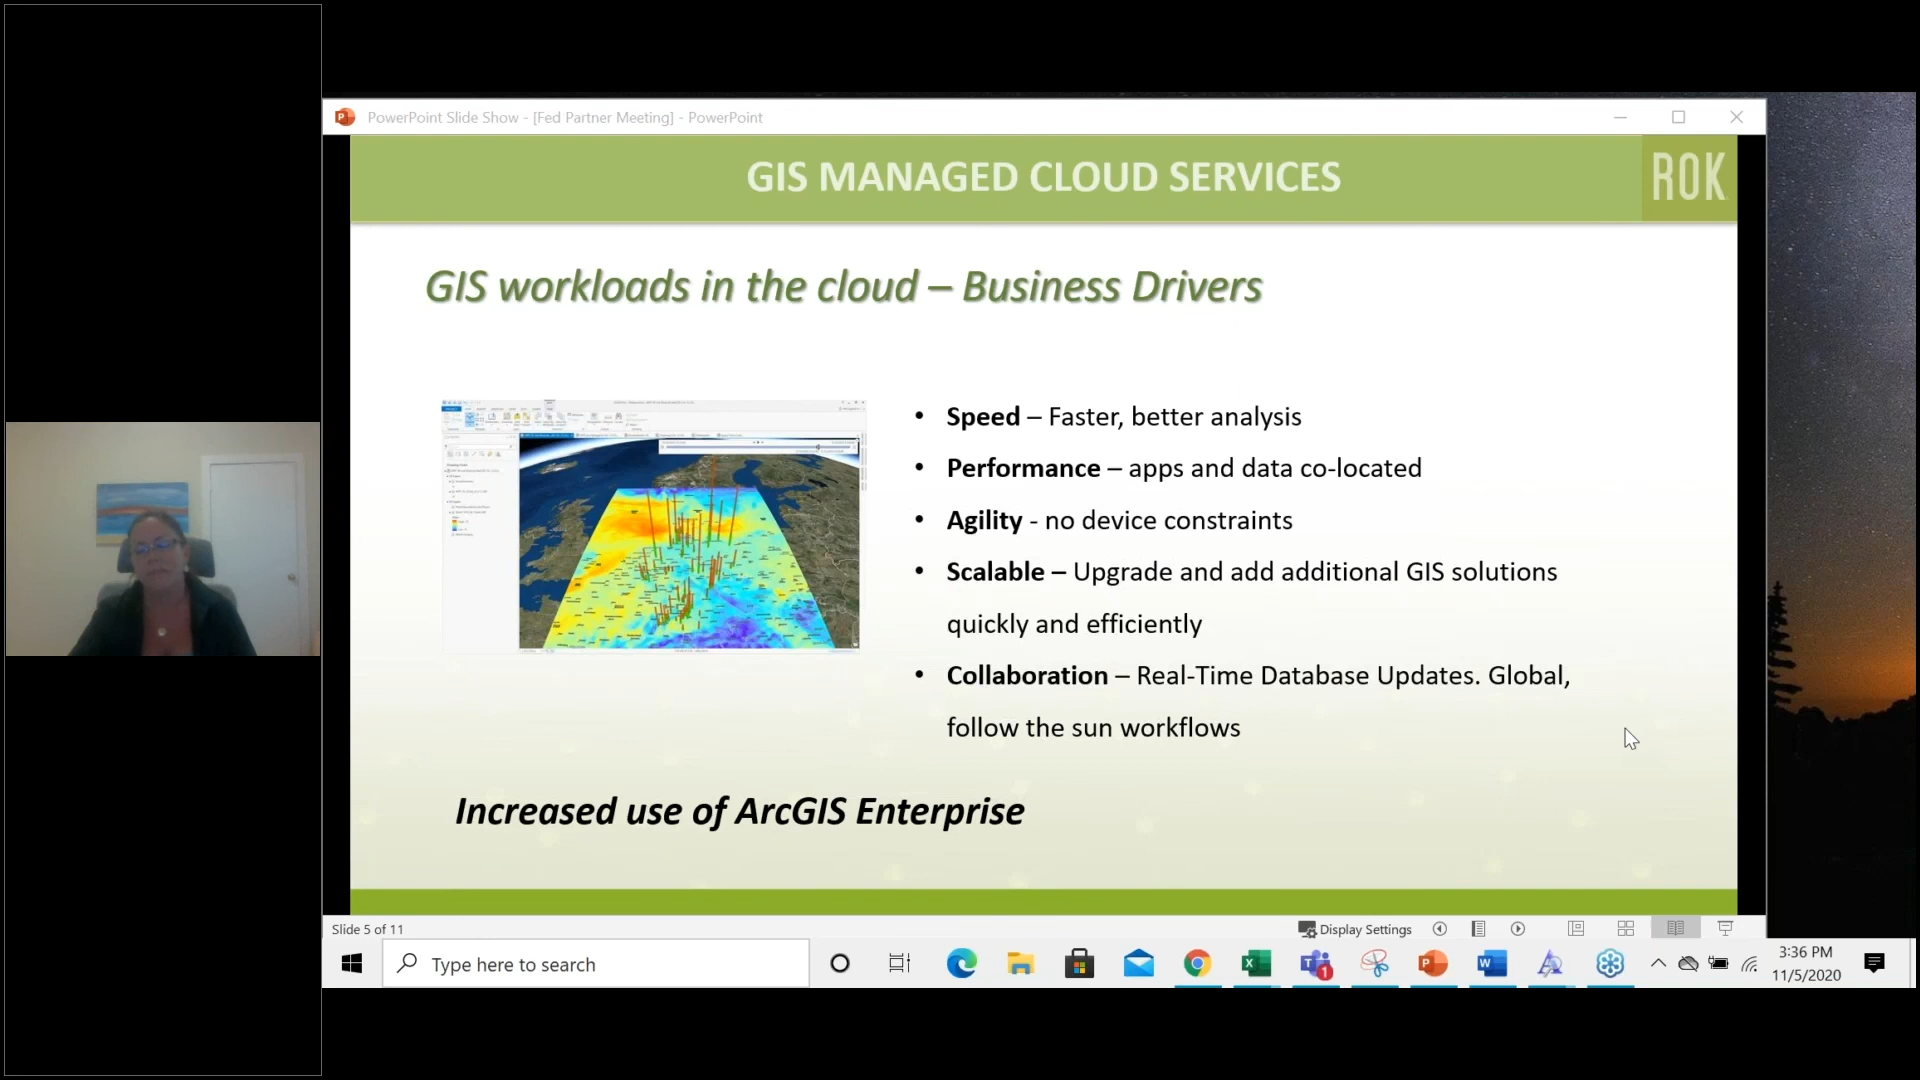 PowerPoint Slide Show - [Fed Partner Meeting] - PowerPoint
GIS MANAGED CLOUD SERVICES
ROK
GIS workloads in the cloud – Business Drivers
• Speed – Faster, better analysis
• Performance – apps and data co-located
• Agility - no device constraints
• Scalable – Upgrade and add additional GIS solutions
quickly and efficiently
• Collaboration – Real-Time Database Updates. Global,
follow the sun workflows
Increased use of ArcGIS Enterprise
Slide 5 of 11
Display Settings
Type here to search
1
3:36 PM
11/5/2020